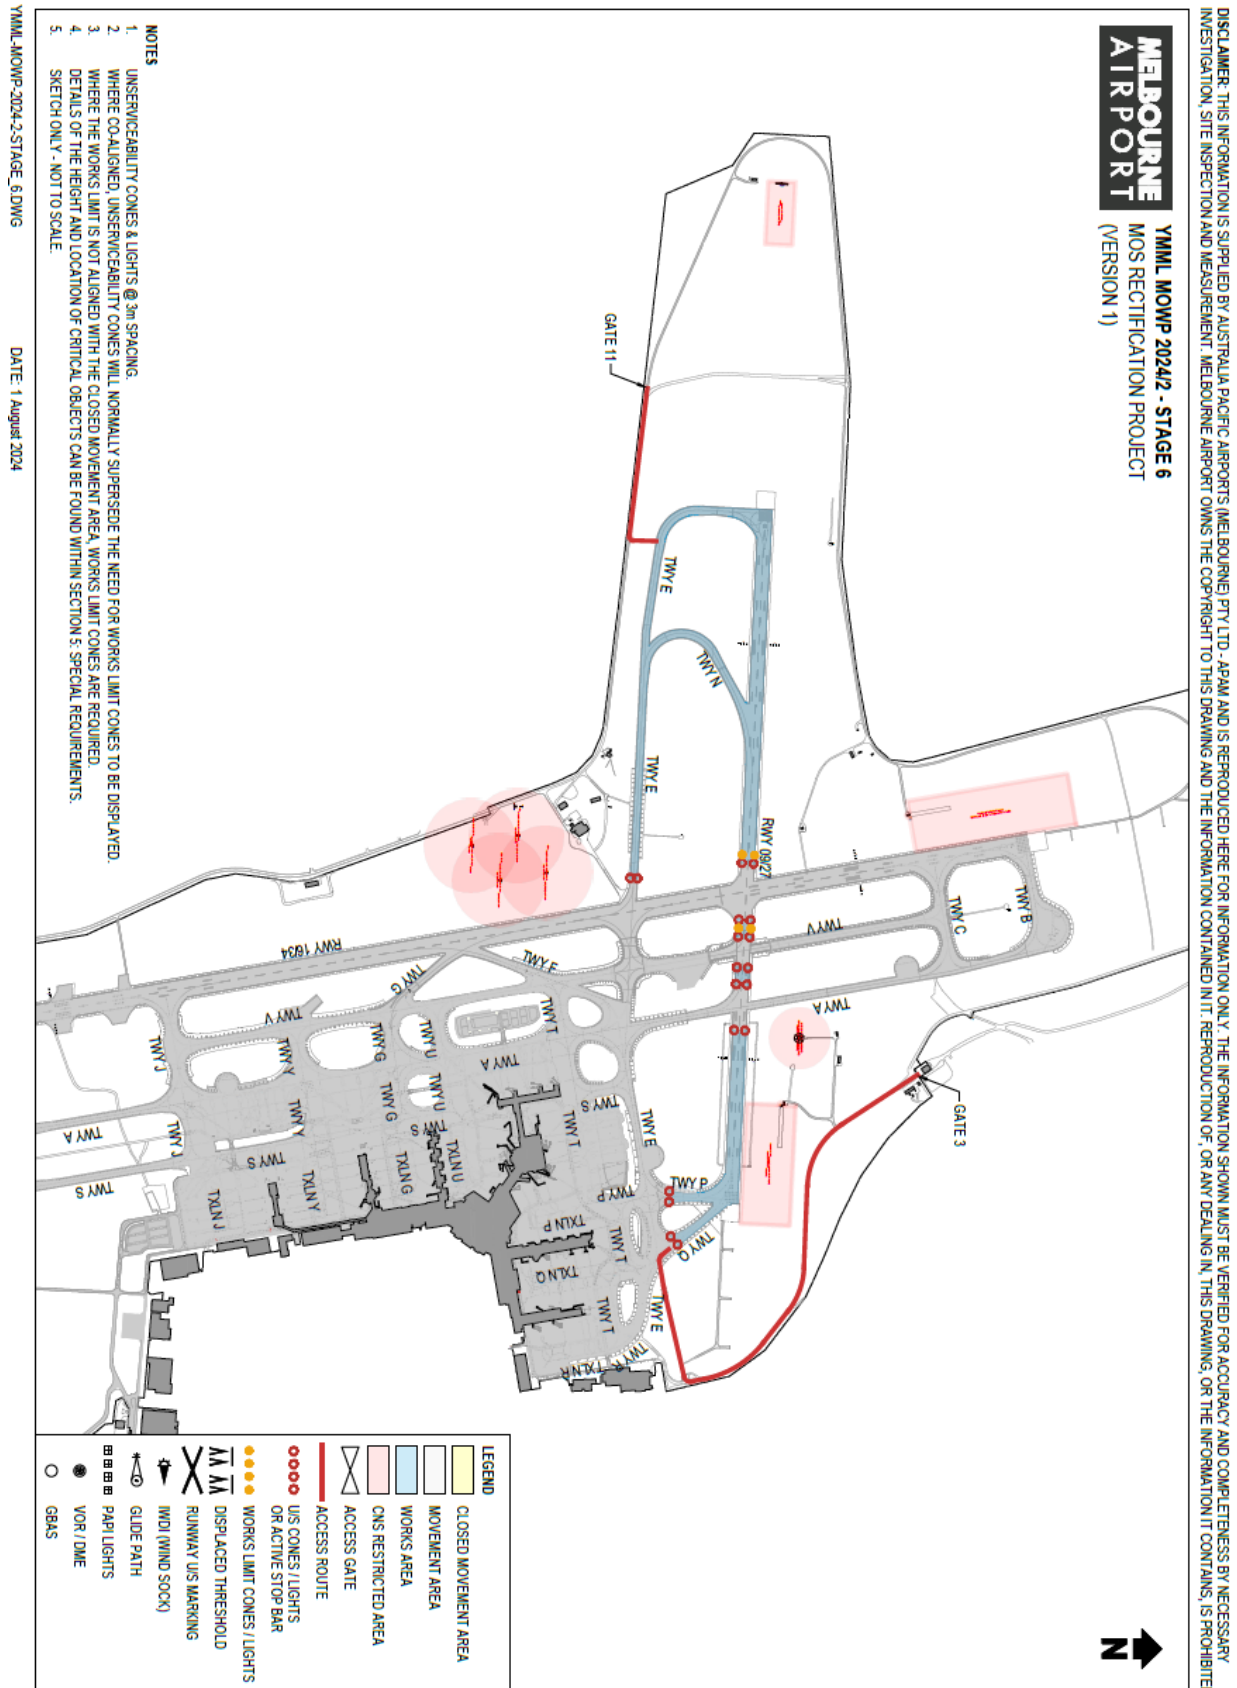 DISCLAIMER: THIS INFORMATION IS SUPPLIED BY AUSTRALIA PACIFIC AIRPORTS (MELBOURNE) PTY LTD - APAM AND IS REPRODUCED HERE FOR INFORMATION ONLY. THE INFORMATION SHOWN MUST BE VERIFIED FOR ACCURACY AND COMPLETENESS BY NECESSARY
INVESTIGATION, SITE INSPECTION AND MEASUREMENT. MELBOURNE AIRPORT OWNS THE COPYRIGHT TO THIS DRAWING AND THE INFORMATION CONTAINED IN IT. REPRODUCTION OF, OR ANY DEALING IN, THIS DRAWING, OR THE INFORMATION IT CONTAINS, IS PROHIBITE
MELBOURNE
AIRPORT
YMML MOWP 2024/2 - STAGE 6
MOS RECTIFICATION PROJECT
(VERSION 1)
N
GATE 11
GATE 3
TWY E
TWY N
TWY E
RWY 09/27
TWY B
TWY C
TWY V
TWY A
RWY 16/34
TWY F
TWY G
TWY V
TWY T
TWY J
TWY Y
TWY G
TWY U
TWY A
TWY U
TWY G
TWY Y
TWY S
TWY S
TWY T
TWY E
TWY P
TWY P
TWY Q
TWY A
TWY J
TWY S
TWY S
TXLN U
TXLN G
TXLN Y
TXLN J
TXLN P
TXLN Q
TWY T
TWY T
TWY E
TWY R
TXLN R
NOTES
1. UNSERVICEABILITY CONES & LIGHTS @ 3m SPACING.
2. WHERE CO-ALIGNED, UNSERVICEABILITY CONES WILL NORMALLY SUPERSEDE THE NEED FOR WORKS LIMIT CONES TO BE DISPLAYED.
3. WHERE THE WORKS LIMIT IS NOT ALIGNED WITH THE CLOSED MOVEMENT AREA, WORKS LIMIT CONES ARE REQUIRED.
4. DETAILS OF THE HEIGHT AND LOCATION OF CRITICAL OBJECTS CAN BE FOUND WITHIN SECTION 5: SPECIAL REQUIREMENTS.
5. SKETCH ONLY - NOT TO SCALE.
LEGEND
CLOSED MOVEMENT AREA
MOVEMENT AREA
WORKS AREA
CNS RESTRICTED AREA
ACCESS GATE
ACCESS ROUTE
U/S CONES / LIGHTS
OR ACTIVE STOP BAR
WORKS LIMIT CONES / LIGHTS
DISPLACED THRESHOLD
RUNWAY U/S MARKING
IWDI (WIND SOCK)
GLIDE PATH
PAPI LIGHTS
VOR / DME
GBAS
YMML-MOWP-2024-2-STAGE_6.DWG
DATE: 1 August 2024